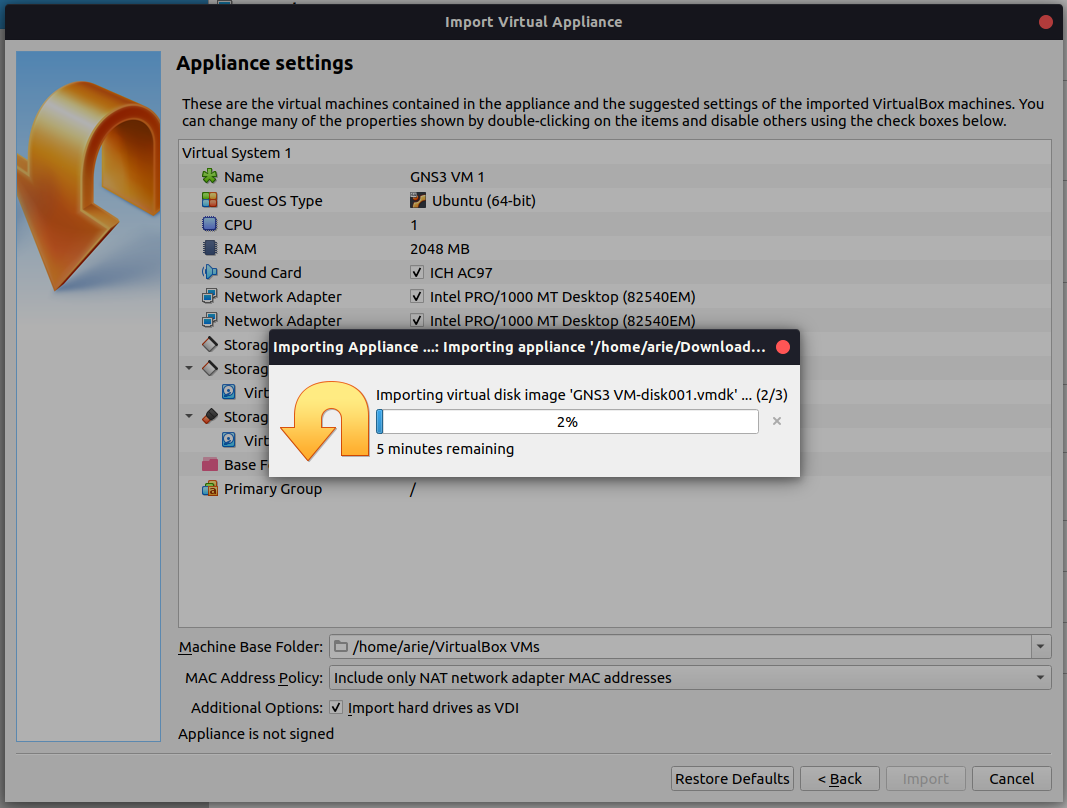 Import Virtual Appliance
Appliance settings
These are the virtual machines contained in the appliance and the suggested settings of the imported VirtualBox machines. You
can change many of the properties shown by double-clicking on the items and disable others using the check boxes below.
Virtual System 1
Name GNS3 VM 1
Guest OS Type Ubuntu (64-bit)
CPU 1
RAM 2048 MB
Sound Card ICH AC97
Network Adapter Intel PRO/1000 MT Desktop (82540EM)
Network Adapter Intel PRO/1000 MT Desktop (82540EM)
Storag
Storag
Virt
Storag
Virt
Base F
Primary Group /
Importing Appliance ...: Importing appliance '/home/arie/Download...
Importing virtual disk image 'GNS3 VM-disk001.vmdk' ... (2/3)
2%
5 minutes remaining
Machine Base Folder: /home/arie/VirtualBox VMs
MAC Address Policy: Include only NAT network adapter MAC addresses
Additional Options: Import hard drives as VDI
Appliance is not signed
Restore Defaults < Back Import Cancel